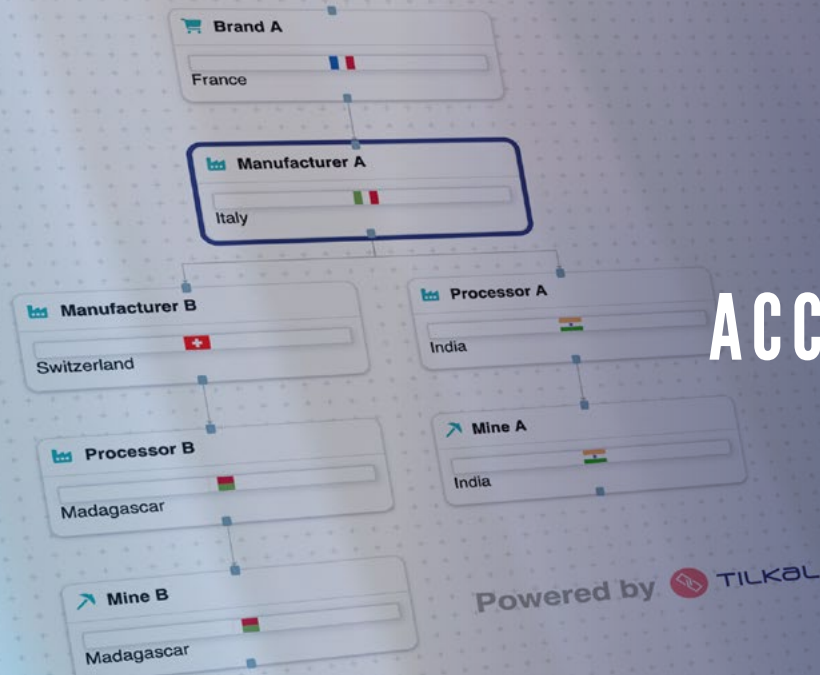 Brand A
France
Manufacturer A
Italy
Manufacturer B
Switzerland
Processor A
India
ACC
Processor B
Madagascar
Mine A
India
Mine B
Madagascar
Powered by TILKAL